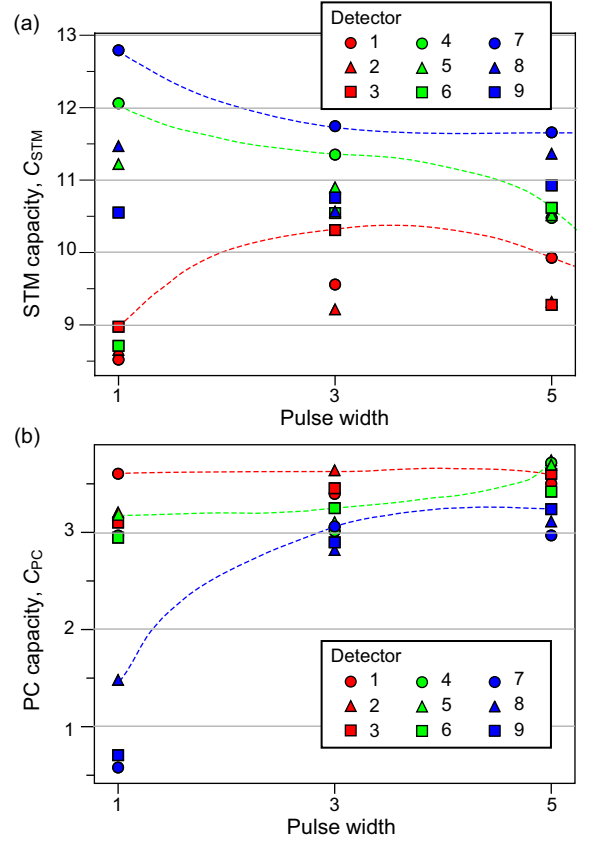 (a)
STM capacity, C_STM
13
12
11
10
9
Detector
1 4 7
2 5 8
3 6 9
1 3 5
Pulse width
(b)
PC capacity, C_PC
3
2
1
Detector
1 4 7
2 5 8
3 6 9
1 3 5
Pulse width